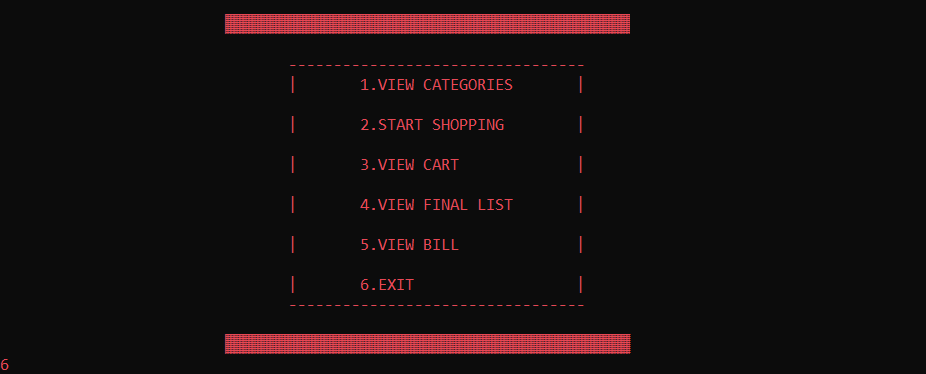 1.VIEW CATEGORIES
2.START SHOPPING
3.VIEW CART
4.VIEW FINAL LIST
5.VIEW BILL
6.EXIT
6